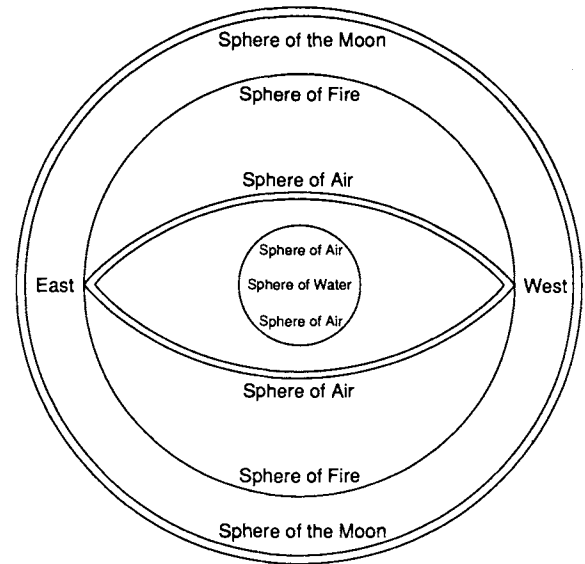 Sphere of the Moon
Sphere of Fire
Sphere of Air
Sphere of Air
East
Sphere of Water
West
Sphere of Air
Sphere of Air
Sphere of Fire
Sphere of the Moon